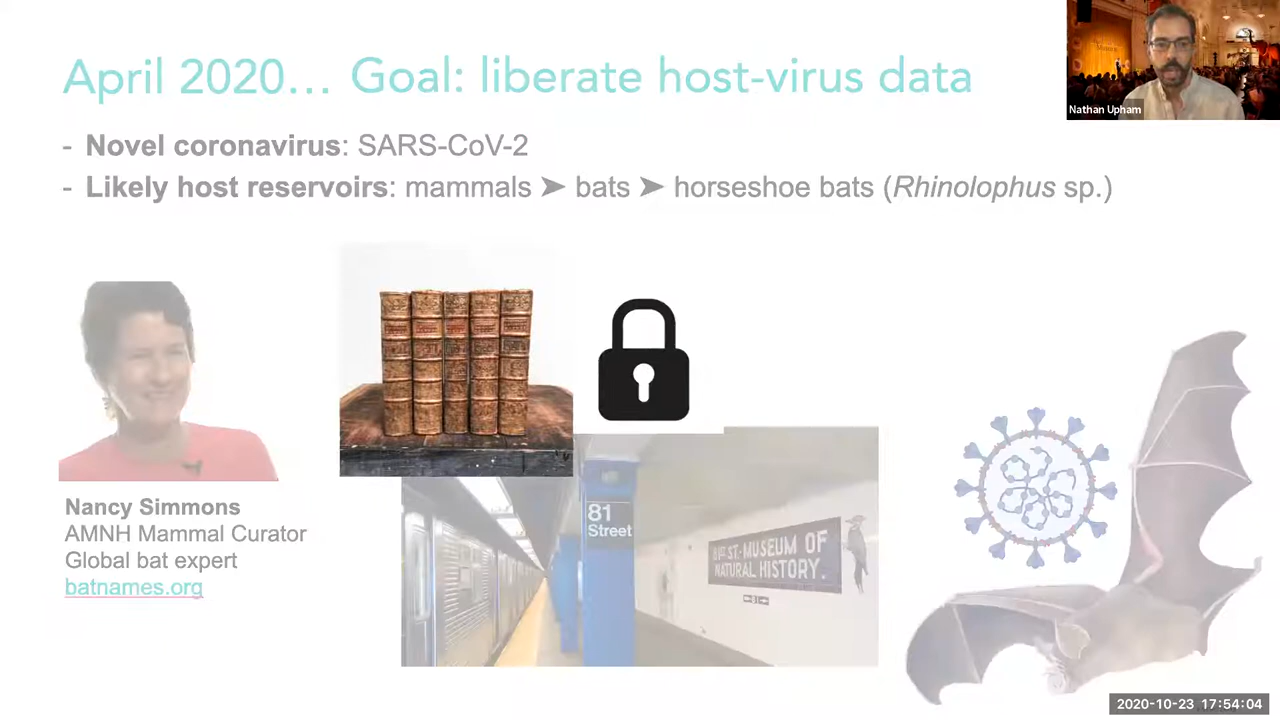 April 2020… Goal: liberate host-virus data
Nathan Upham
- Novel coronavirus: SARS-CoV-2
- Likely host reservoirs: mammals ➤ bats ➤ horseshoe bats (Rhinolophus sp.)
81
Street
81ST ST.-MUSEUM OF
NATURAL HISTORY.
Nancy Simmons
AMNH Mammal Curator
Global bat expert
batnames.org
2020-10-23 17:54:04